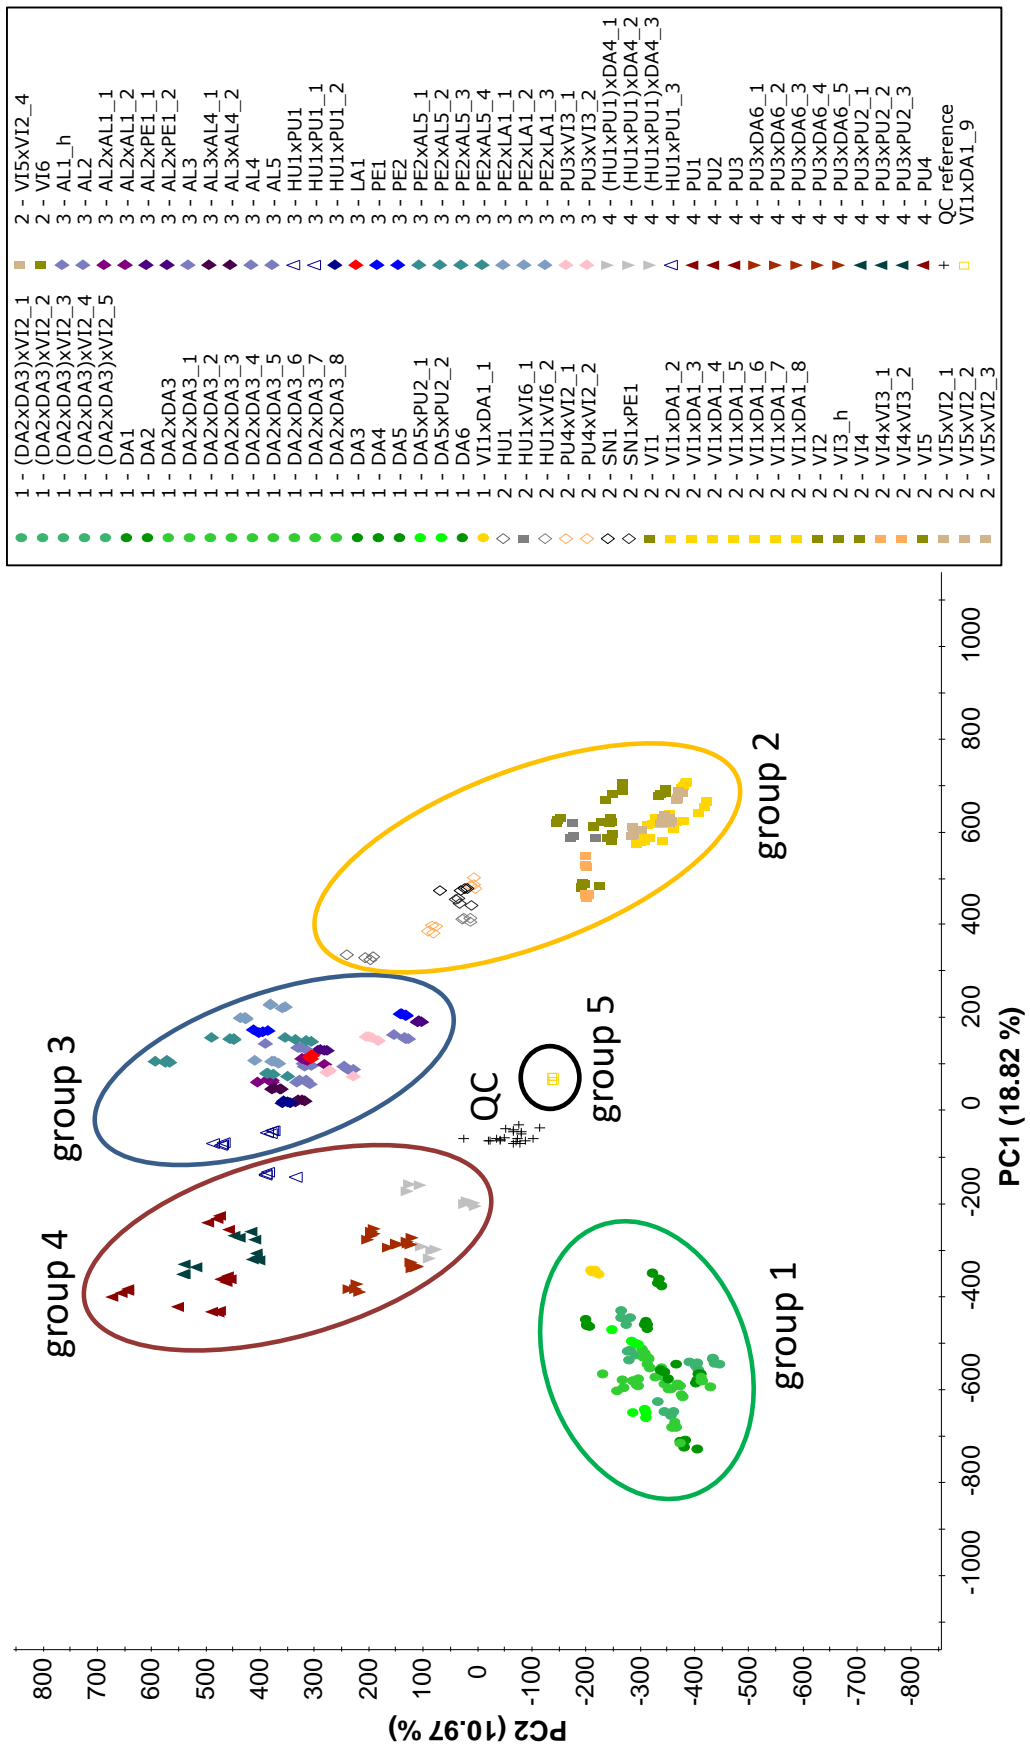 800
700
600
500
400
300
200
100
0
-100
-200
-300
-400
-500
-600
-700
-800
PC2 (10.97 %)
-1000
-800
-600
-400
-200
0
200
400
600
800
1000
PC1 (18.82 %)
group 4
group 3
QC
group 5
group 1
group 2
1 - (DA2xDA3)xVI2_1
1 - (DA2xDA3)xVI2_2
1 - (DA2xDA3)xVI2_3
1 - (DA2xDA3)xVI2_4
1 - (DA2xDA3)xVI2_5
1 - DA1
1 - DA2
1 - DA2xDA3
1 - DA2xDA3_1
1 - DA2xDA3_2
1 - DA2xDA3_3
1 - DA2xDA3_4
1 - DA2xDA3_5
1 - DA2xDA3_6
1 - DA2xDA3_7
1 - DA2xDA3_8
1 - DA3
1 - DA4
1 - DA5
1 - DA5xPU2_1
1 - DA5xPU2_2
1 - DA6
1 - VI1xDA1_1
2 - HU1
2 - HU1xVI6_1
2 - HU1xVI6_2
2 - PU4xVI2_1
2 - PU4xVI2_2
2 - SN1
2 - SN1xPE1
2 - VI1
2 - VI1xDA1_2
2 - VI1xDA1_3
2 - VI1xDA1_4
2 - VI1xDA1_5
2 - VI1xDA1_6
2 - VI1xDA1_7
2 - VI1xDA1_8
2 - VI2
2 - VI3_h
2 - VI4
2 - VI4xVI3_1
2 - VI4xVI3_2
2 - VI5
2 - VI5xVI2_1
2 - VI5xVI2_2
2 - VI5xVI2_3
2 - VI5xVI2_4
2 - VI6
3 - AL1_h
3 - AL2
3 - AL2xAL1_1
3 - AL2xAL1_2
3 - AL2xPE1_1
3 - AL2xPE1_2
3 - AL3
3 - AL3xAL4_1
3 - AL3xAL4_2
3 - AL4
3 - AL5
3 - HU1xPU1
3 - HU1xPU1_1
3 - HU1xPU1_2
3 - LA1
3 - PE1
3 - PE2
3 - PE2xAL5_1
3 - PE2xAL5_2
3 - PE2xAL5_3
3 - PE2xAL5_4
3 - PE2xLA1_1
3 - PE2xLA1_2
3 - PE2xLA1_3
3 - PU3xVI3_1
3 - PU3xVI3_2
4 - (HU1xPU1)xDA4_1
4 - (HU1xPU1)xDA4_2
4 - (HU1xPU1)xDA4_3
4 - HU1xPU1_3
4 - PU1
4 - PU2
4 - PU3
4 - PU3xDA6_1
4 - PU3xDA6_2
4 - PU3xDA6_3
4 - PU3xDA6_4
4 - PU3xDA6_5
4 - PU3xPU2_1
4 - PU3xPU2_2
4 - PU3xPU2_3
4 - PU4
QC reference
VI1xDA1_9